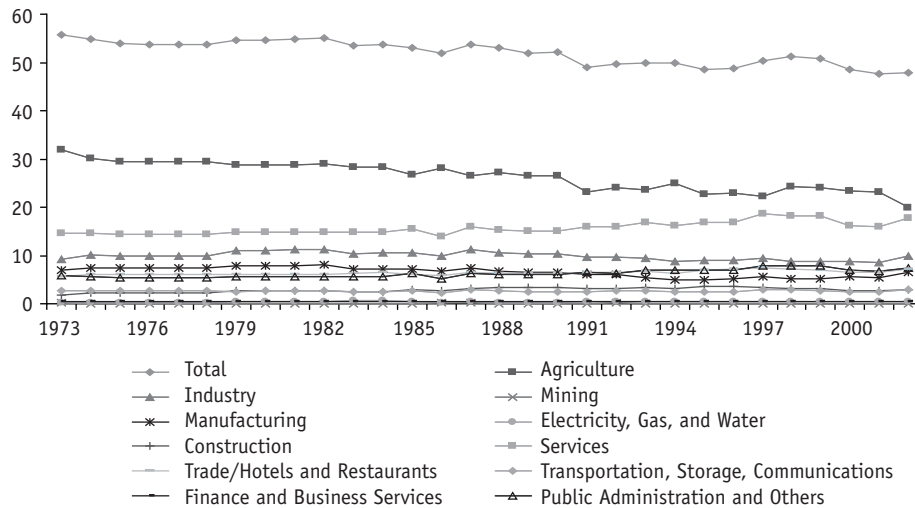 60
50
40
30
20
10
0
1973 1976 1979 1982 1985 1988 1991 1994 1997 2000
Total Agriculture
Industry Mining
Manufacturing Electricity, Gas, and Water
Construction Services
Trade/Hotels and Restaurants Transportation, Storage, Communications
Finance and Business Services Public Administration and Others